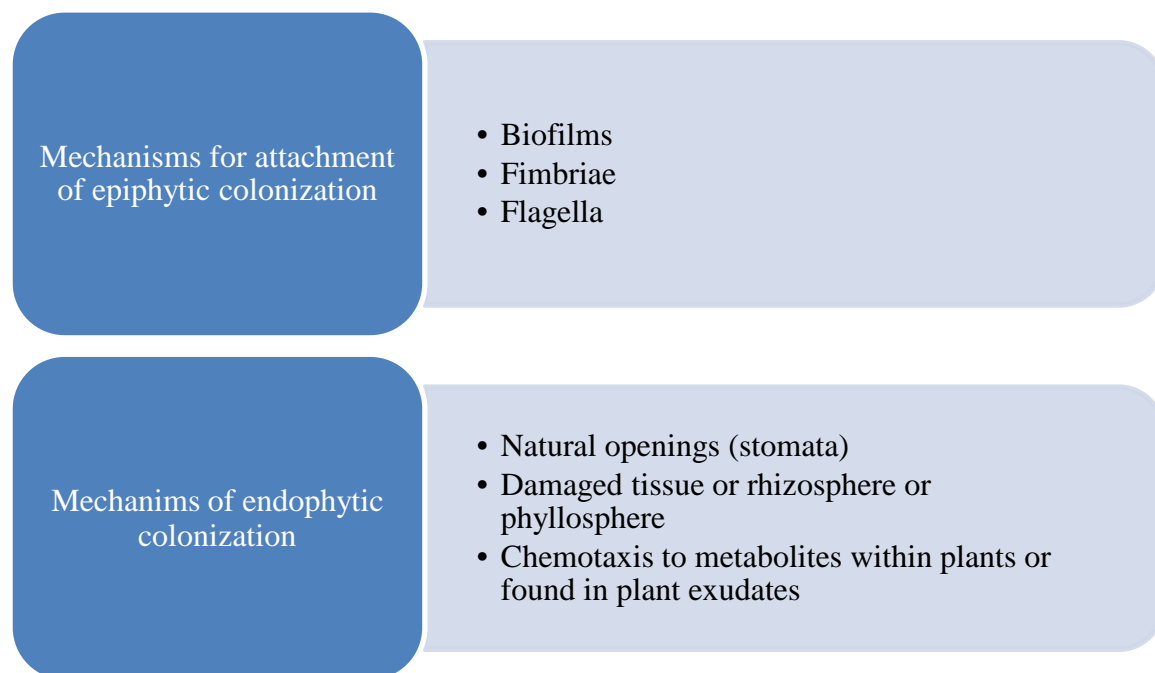 Mechanisms for attachment
of epiphytic colonization
• Biofilms
• Fimbriae
• Flagella
Mechanims of endophytic
colonization
• Natural openings (stomata)
• Damaged tissue or rhizosphere or
phyllosphere
• Chemotaxis to metabolites within plants or
found in plant exudates